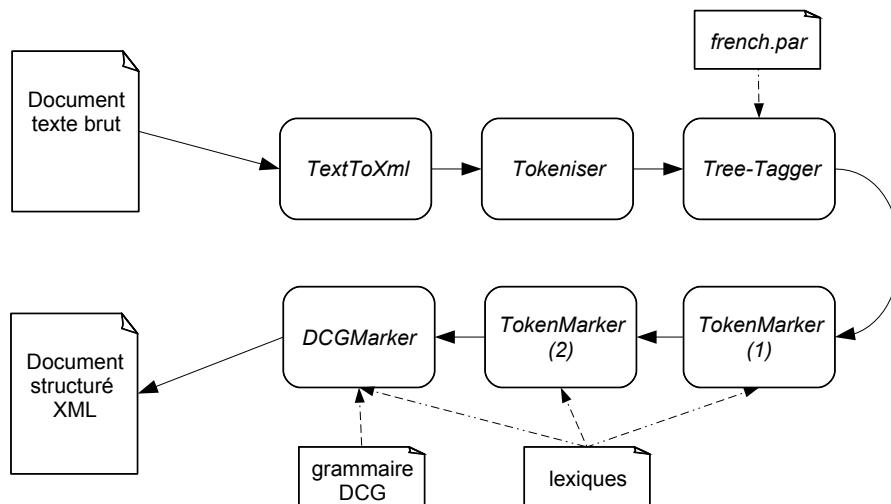 french.par
Document
texte brut
TextToXml
Tokeniser
Tree-Tagger
Document
structuré
XML
DCGMarker
TokenMarker
(2)
TokenMarker
(1)
grammaire
DCG
lexiques